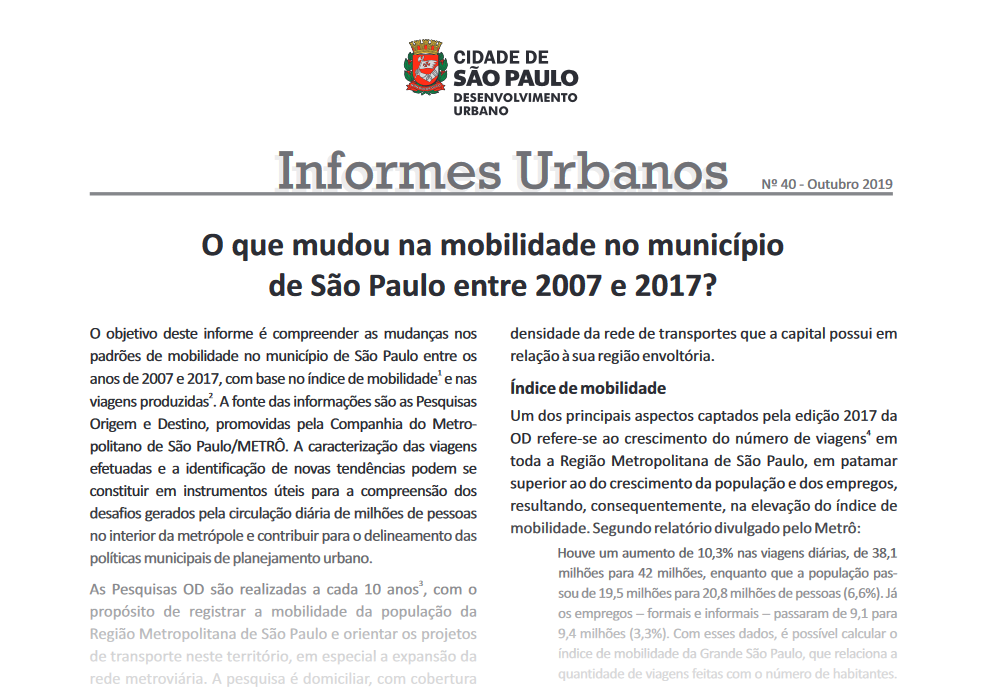 CIDADE DE
SÃO PAULO
DESENVOLVIMENTO
URBANO
Informes Urbanos
Nº 40 - Outubro 2019
O que mudou na mobilidade no município
de São Paulo entre 2007 e 2017?
O objetivo deste informe é compreender as mudanças nos
padrões de mobilidade no município de São Paulo entre os
anos de 2007 e 2017, com base no índice de mobilidade¹ e nas
viagens produzidas². A fonte das informações são as Pesquisas
Origem e Destino, promovidas pela Companhia do Metro-
politano de São Paulo/METRÔ. A caracterização das viagens
efetuadas e a identificação de novas tendências podem se
constituir em instrumentos úteis para a compreensão dos
desafios gerados pela circulação diária de milhões de pessoas
no interior da metrópole e contribuir para o delineamento das
políticas municipais de planejamento urbano.
As Pesquisas OD são realizadas a cada 10 anos³, com o
propósito de registrar a mobilidade da população da
Região Metropolitana de São Paulo e orientar os projetos
de transporte neste território, em especial a expansão da
rede metroviária. A pesquisa é domiciliar, com cobertura
densidade da rede de transportes que a capital possui em
relação à sua região envoltória.
Índice de mobilidade
Um dos principais aspectos captados pela edição 2017 da
OD refere-se ao crescimento do número de viagens⁴ em
toda a Região Metropolitana de São Paulo, em patamar
superior ao do crescimento da população e dos empregos,
resultando, consequentemente, na elevação do índice de
mobilidade. Segundo relatório divulgado pelo Metrô:
Houve um aumento de 10,3% nas viagens diárias, de 38,1
milhões para 42 milhões, enquanto que a população pas-
sou de 19,5 milhões para 20,8 milhões de pessoas (6,6%). Já
os empregos – formais e informais – passaram de 9,1 para
9,4 milhões (3,3%). Com esses dados, é possível calcular o
índice de mobilidade da Grande São Paulo, que relaciona a
quantidade de viagens feitas com o número de habitantes.